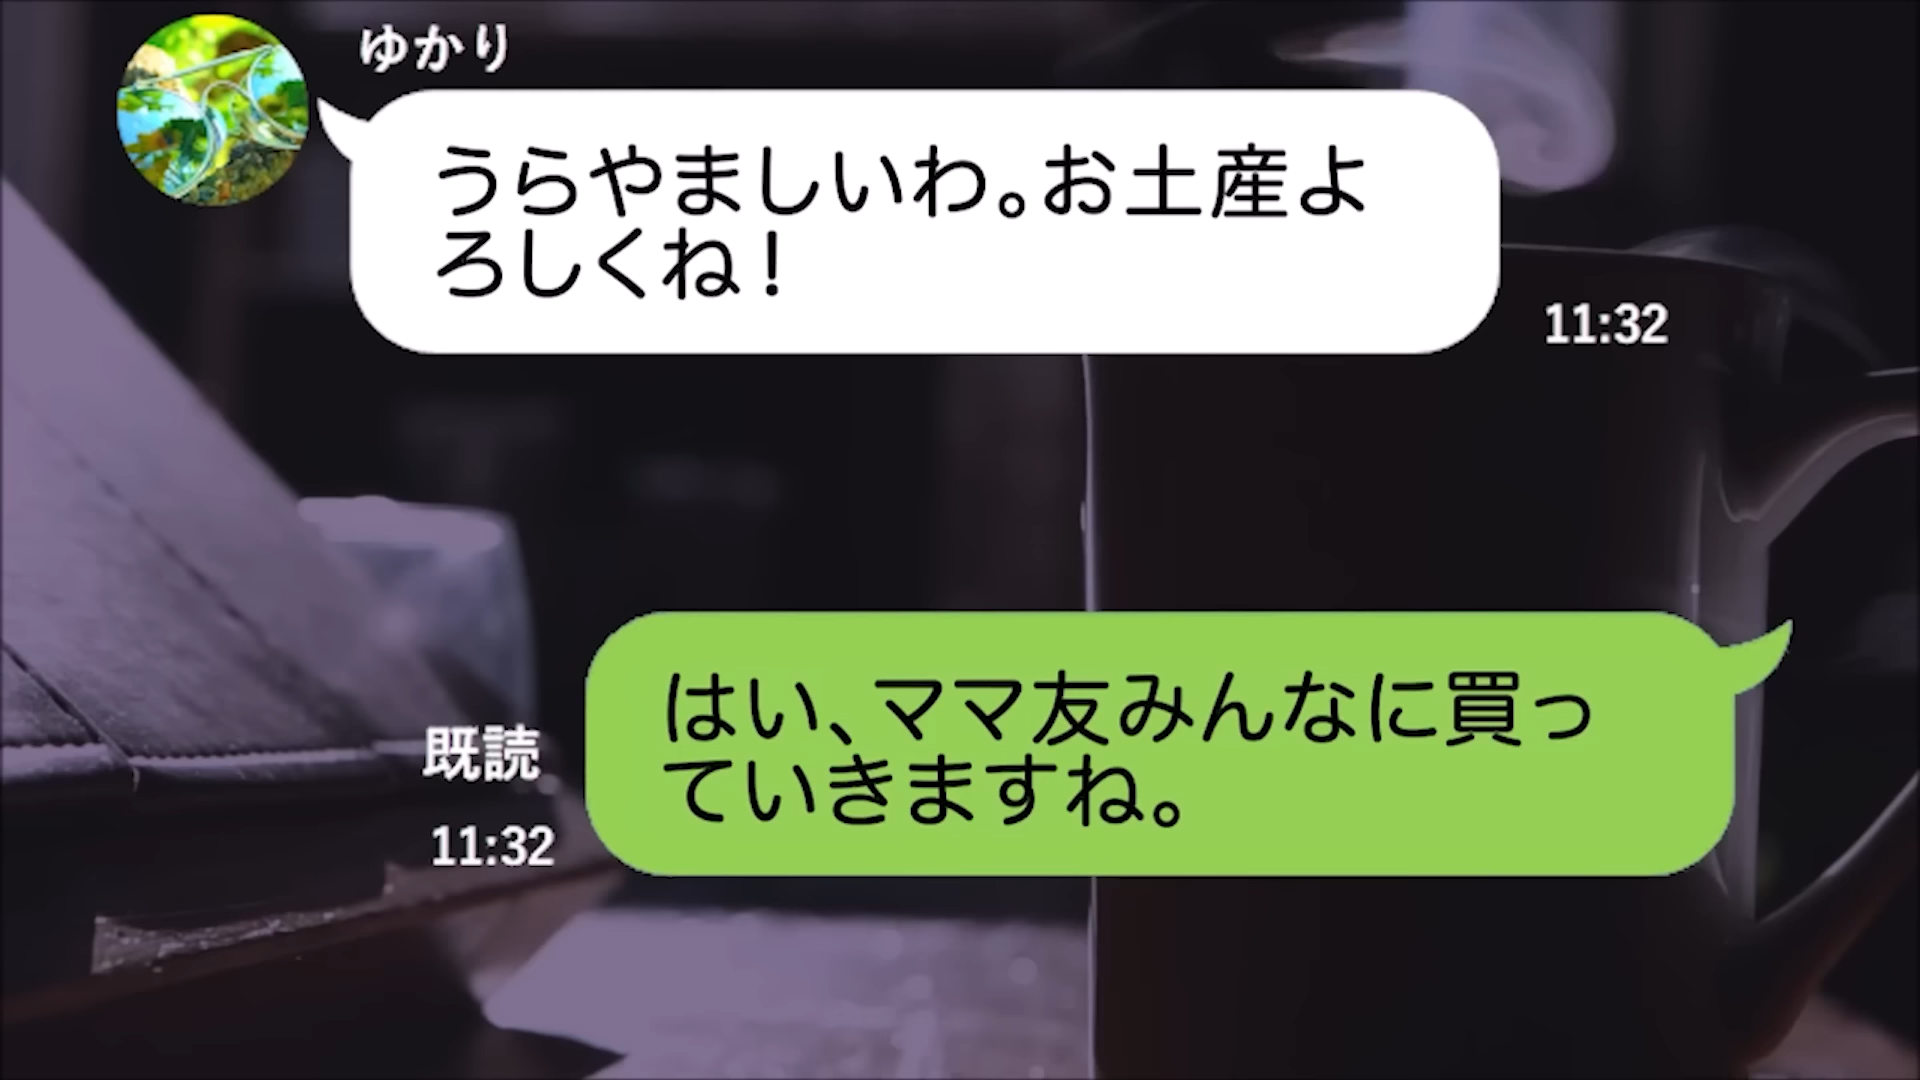 ゆかり
うらやましいわ。お土産よ
ろしくね！
11:32
はい、ママ友みんなに買っ
ていきますね。
既読
11:32